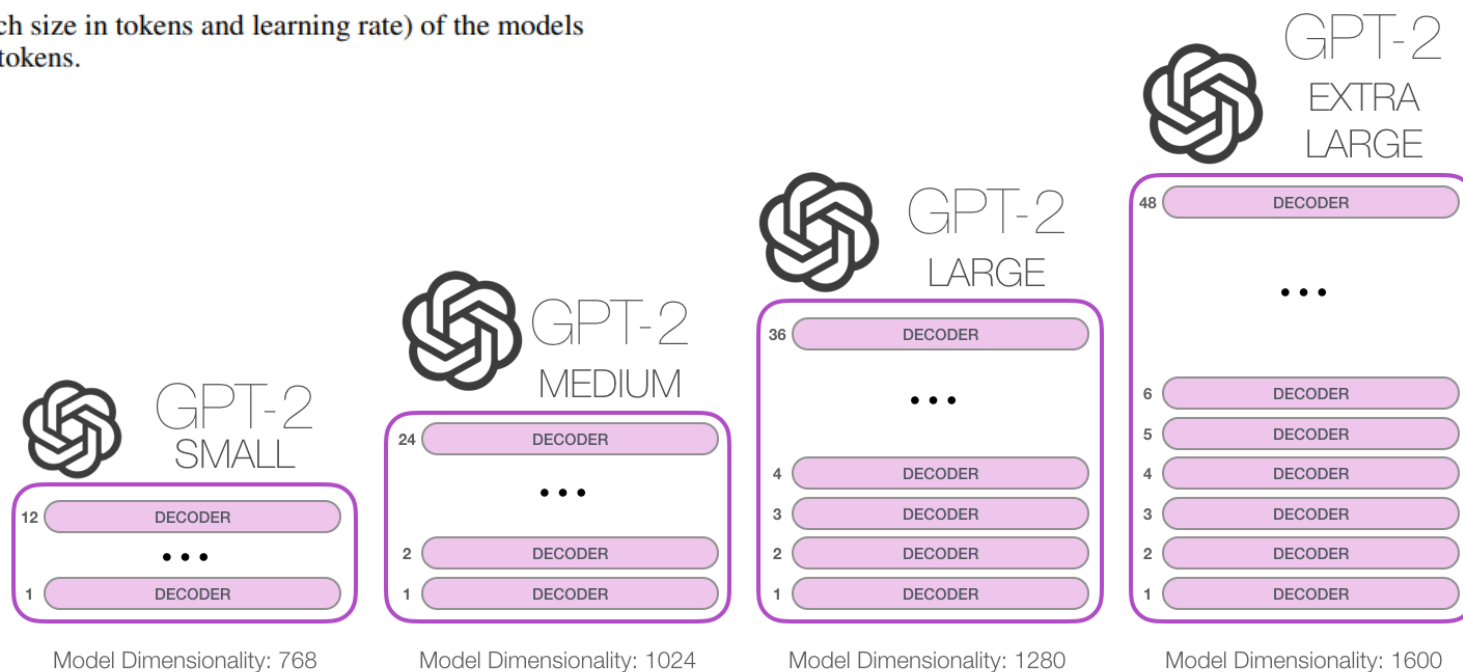 ch size in tokens and learning rate) of the models
tokens.
GPT-2
SMALL
12 DECODER
...
1 DECODER
Model Dimensionality: 768
GPT-2
MEDIUM
24 DECODER
...
2 DECODER
1 DECODER
Model Dimensionality: 1024
GPT-2
LARGE
36 DECODER
...
4 DECODER
3 DECODER
2 DECODER
1 DECODER
Model Dimensionality: 1280
GPT-2
EXTRA
LARGE
48 DECODER
...
6 DECODER
5 DECODER
4 DECODER
3 DECODER
2 DECODER
1 DECODER
Model Dimensionality: 1600